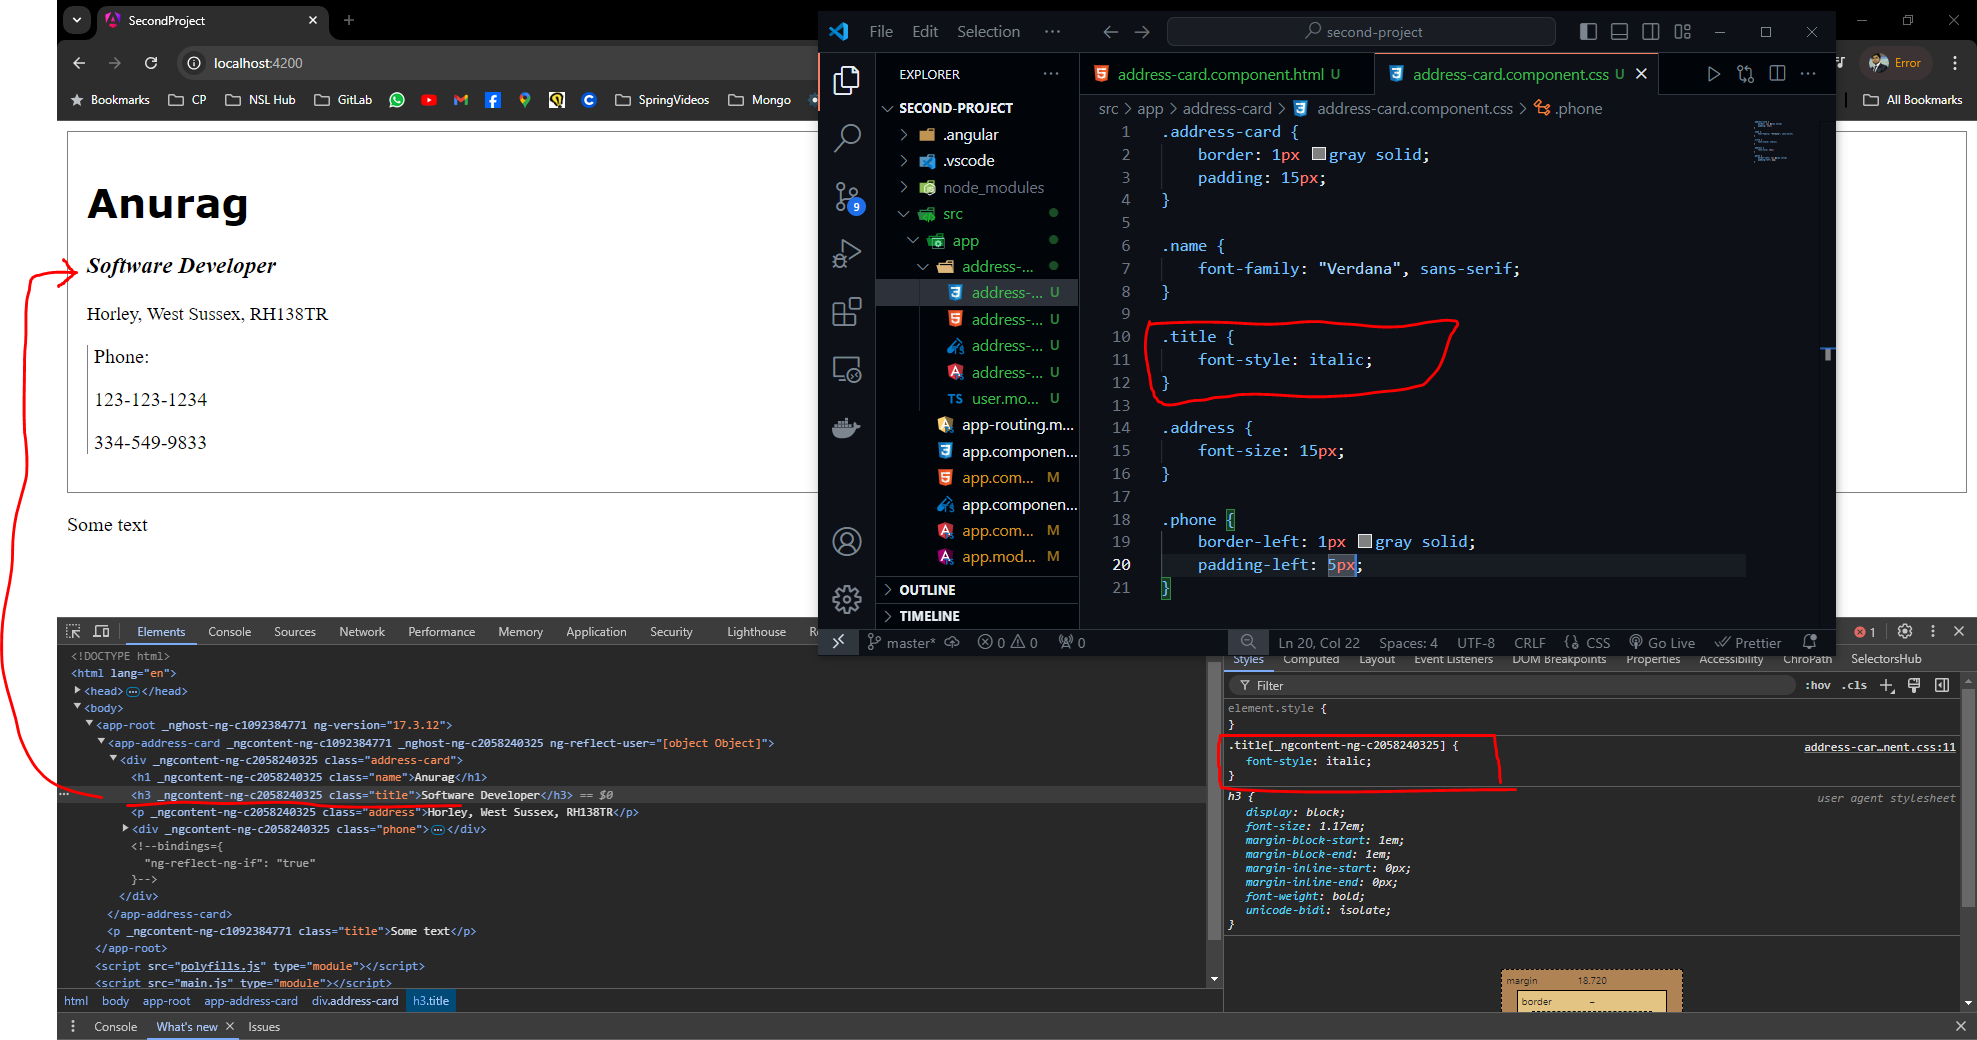 SecondProject
localhost:4200
Error
Bookmarks
CP
NSL Hub
GitLab
SpringVideos
Mongo
All Bookmarks
Anurag
Software Developer
Horley, West Sussex, RH138TR
Phone:
123-123-1234
334-549-9833
Some text
File Edit Selection ···
second-project
EXPLORER ···
SECOND-PROJECT
.angular
.vscode
node_modules
src
app
address-...
address-... U
address-... U
address-... U
address-... U
TS user.mo... U
app-routing.m...
app.componen...
app.com... M
app.componen...
app.com... M
app.mod... M
OUTLINE
TIMELINE
9
address-card.component.html U
address-card.component.css U
src > app > address-card > address-card.component.css > .phone
1 .address-card {
2 border: 1px gray solid;
3 padding: 15px;
4 }
5
6 .name {
7 font-family: "Verdana", sans-serif;
8 }
9
10 .title {
11 font-style: italic;
12 }
13
14 .address {
15 font-size: 15px;
16 }
17
18 .phone {
19 border-left: 1px gray solid;
20 padding-left: 5px;
21 }
master* 0 0 0 Ln 20, Col 22 Spaces: 4 UTF-8 CRLF CSS Go Live Prettier
Elements Console Sources Network Performance Memory Application Security Lighthouse
1
<!DOCTYPE html>
<html lang="en">
<head>···</head>
<body>
<app-root _nghost-ng-c1092384771 ng-version="17.3.12">
<app-address-card _ngcontent-ng-c1092384771 _nghost-ng-c2058240325 ng-reflect-user="[object Object]">
<div _ngcontent-ng-c2058240325 class="address-card">
<h1 _ngcontent-ng-c2058240325 class="name">Anurag</h1>
<h3 _ngcontent-ng-c2058240325 class="title">Software Developer</h3> == $0
<p _ngcontent-ng-c2058240325 class="address">Horley, West Sussex, RH138TR</p>
<div _ngcontent-ng-c2058240325 class="phone">···</div>
<!--bindings={
"ng-reflect-ng-if": "true"
}-->
</div>
</app-address-card>
<p _ngcontent-ng-c1092384771 class="title">Some text</p>
</app-root>
<script src="polyfills.js" type="module"></script>
<script src="main.js" type="module"></script>
html body app-root app-address-card div.address-card h3.title
Console What's new Issues
Styles Computed Layout Event Listeners DOM Breakpoints Properties Accessibility ChroPath SelectorsHub
Filter :hov .cls
element.style {
}
.title[_ngcontent-ng-c2058240325] { address-car…nent.css:11
font-style: italic;
}
h3 { user agent stylesheet
display: block;
font-size: 1.17em;
margin-block-start: 1em;
margin-block-end: 1em;
margin-inline-start: 0px;
margin-inline-end: 0px;
font-weight: bold;
unicode-bidi: isolate;
}
margin 18.720
border –